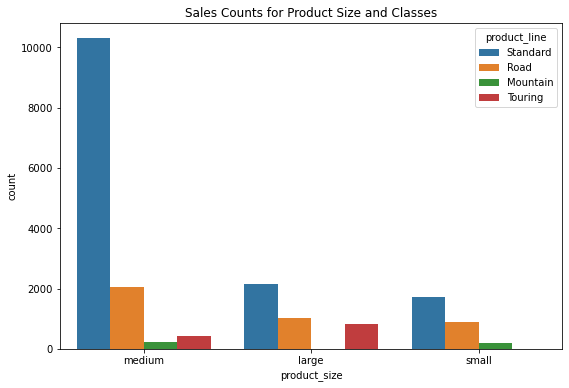 Sales Counts for Product Size and Classes
product_line
Standard
Road
Mountain
Touring
10000
8000
6000
4000
2000
0
count
medium large small
product_size